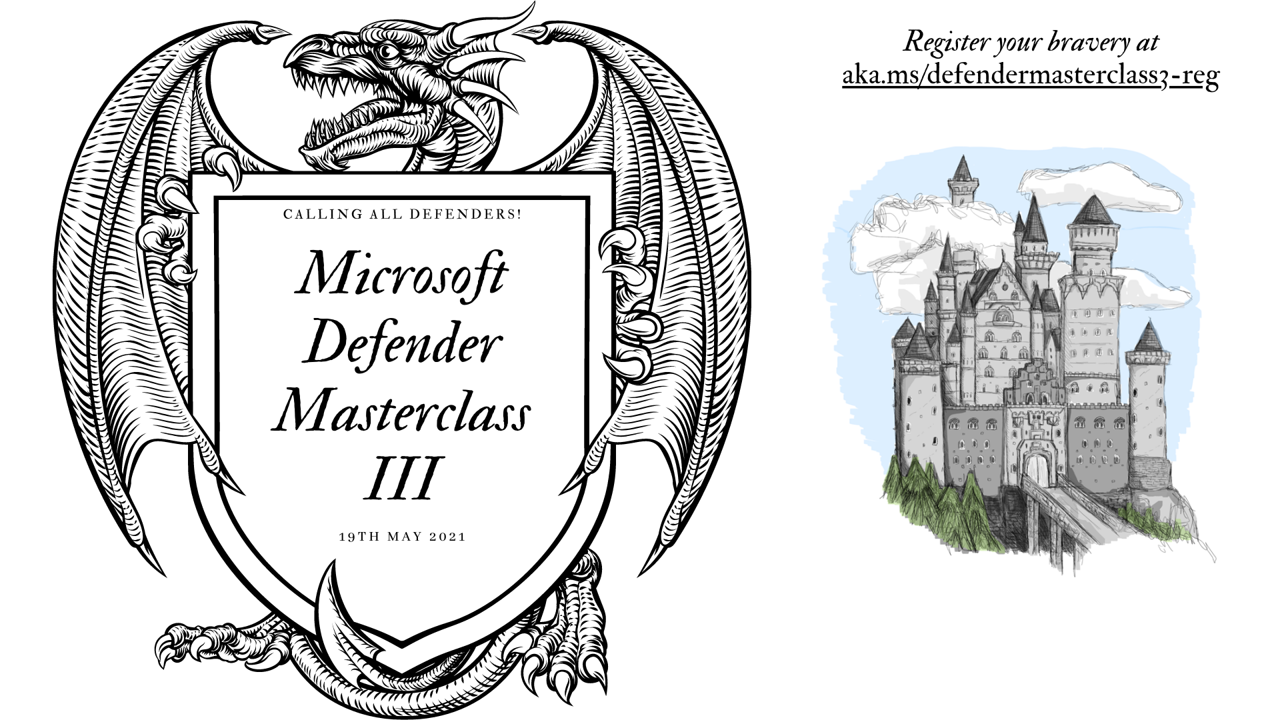 CALLING ALL DEFENDERS!
Microsoft
Defender
Masterclass
III
19TH MAY 2021
Register your bravery at
aka.ms/defendermasterclass3-reg